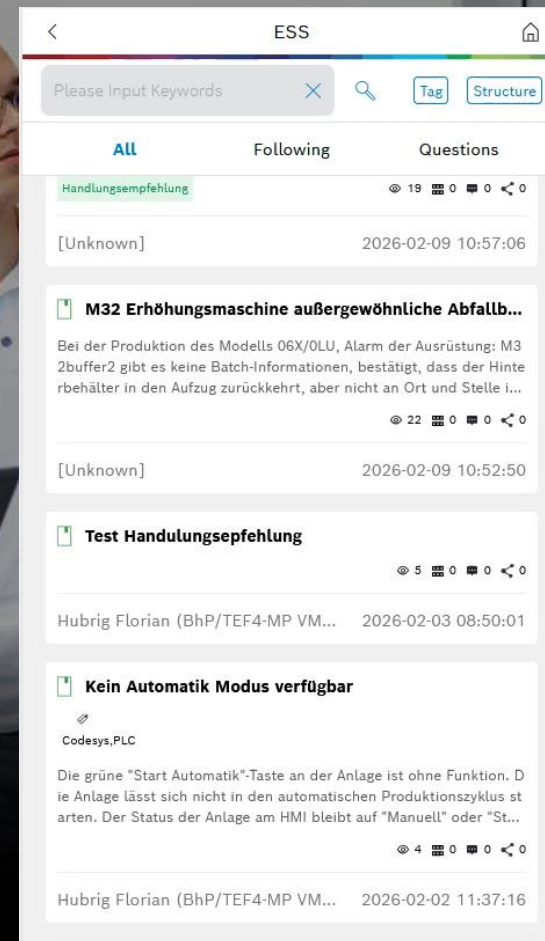 ESS
Please Input Keywords
Tag
Structure
All
Following
Questions
Handlungsempfehlung
19 0 0 0
[Unknown]
2026-02-09 10:57:06
M32 Erhöhungsmaschine außergewöhnliche Abfallb...
Bei der Produktion des Modells 06X/0LU, Alarm der Ausrüstung: M3
2buffer2 gibt es keine Batch-Informationen, bestätigt, dass der Hinte
rbehälter in den Aufzug zurückkehrt, aber nicht an Ort und Stelle i...
22 0 0 0
[Unknown]
2026-02-09 10:52:50
Test Handulungsepfehlung
5 0 0 0
Hubrig Florian (BhP/TEF4-MP VM...
2026-02-03 08:50:01
Kein Automatik Modus verfügbar
Codesys,PLC
Die grüne "Start Automatik"-Taste an der Anlage ist ohne Funktion. D
ie Anlage lässt sich nicht in den automatischen Produktionszyklus st
arten. Der Status der Anlage am HMI bleibt auf "Manuell" oder "St...
4 0 0 0
Hubrig Florian (BhP/TEF4-MP VM...
2026-02-02 11:37:16